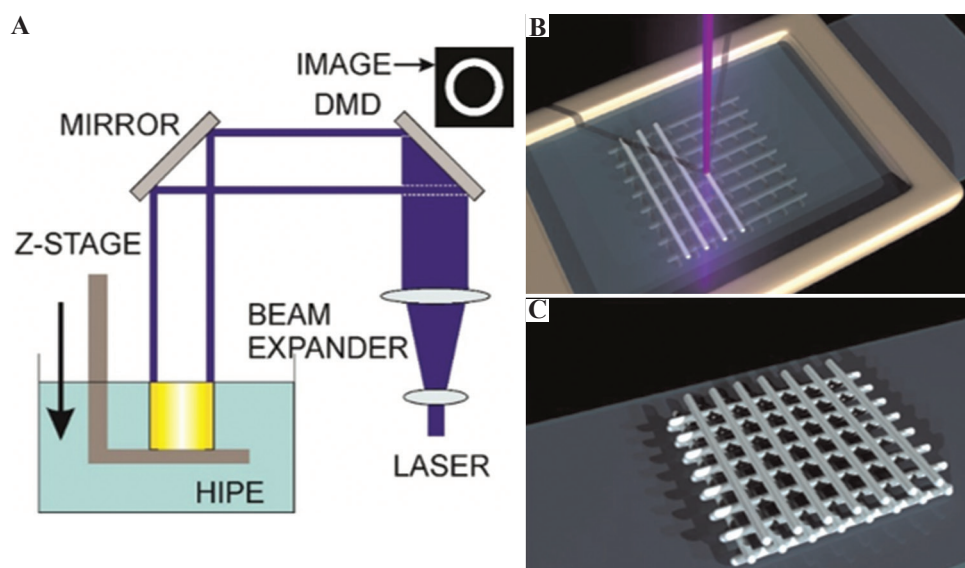 A
IMAGE
DMD
MIRROR
Z-STAGE
BEAM
EXPANDER
LASER
HIPE
B
C